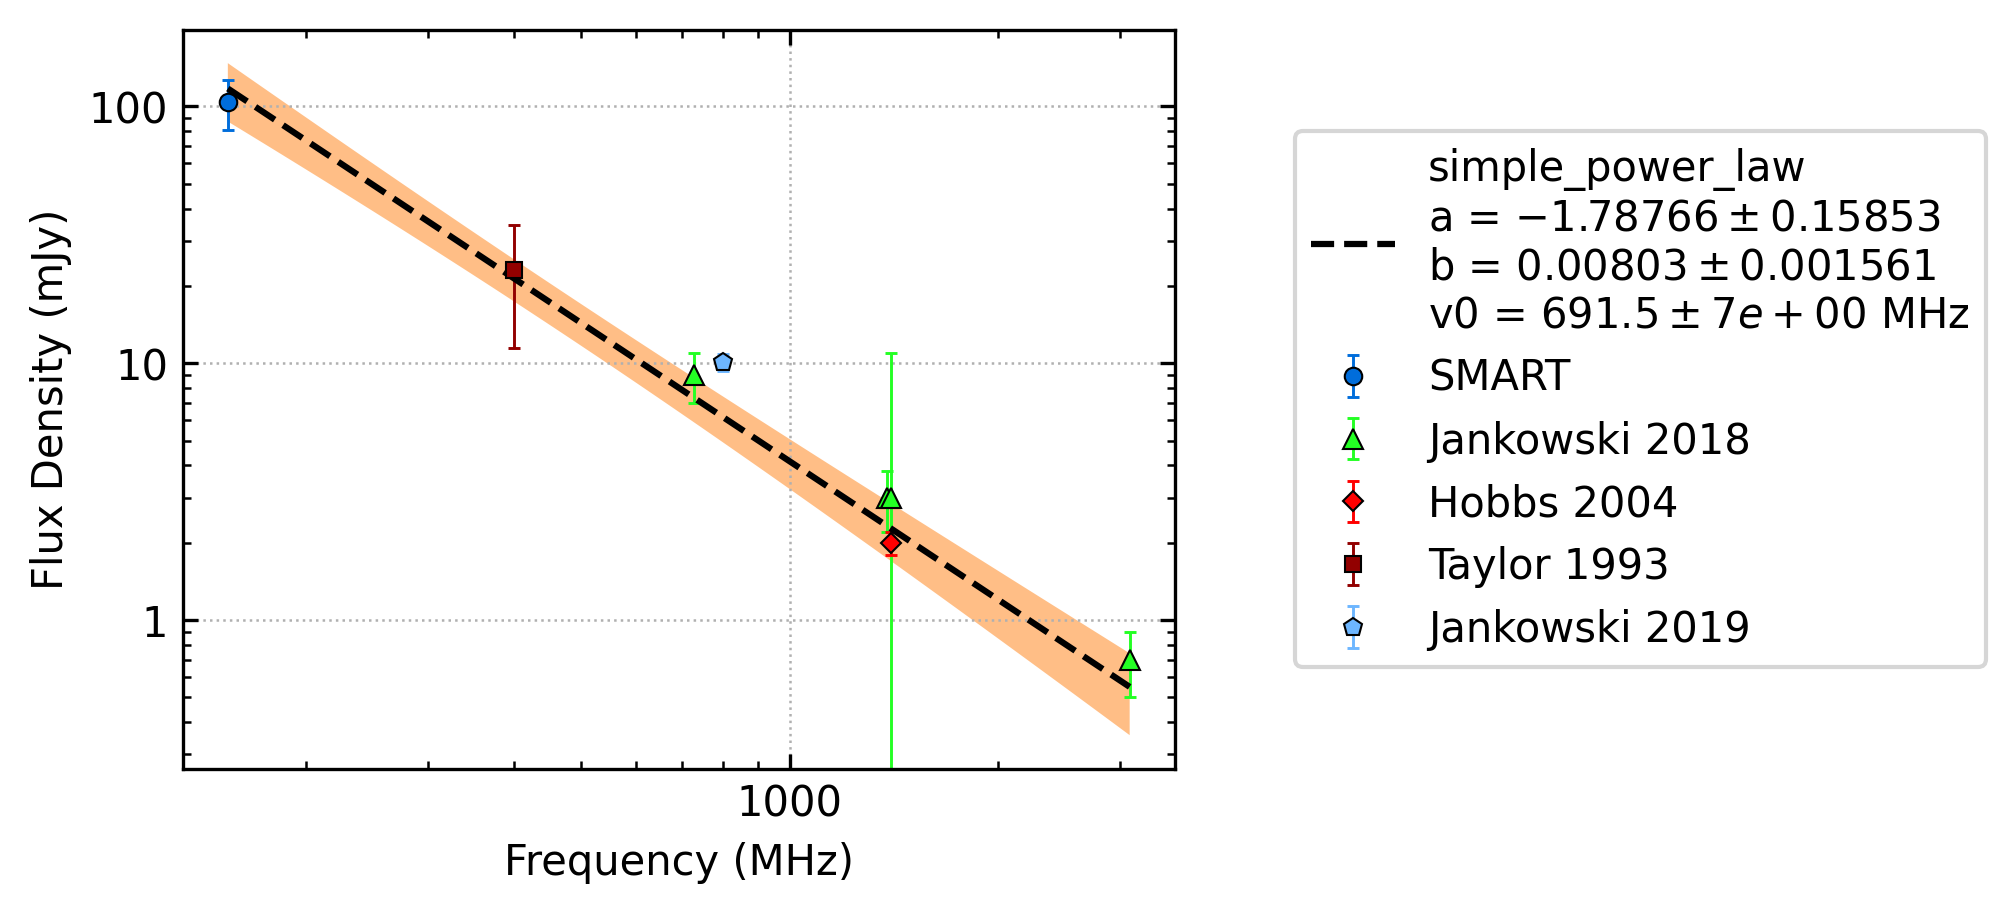 100
10
1
Flux Density (mJy)
1000
Frequency (MHz)
simple_power_law
a = −1.78766 ± 0.15853
b = 0.00803 ± 0.001561
v0 = 691.5 ± 7e + 00 MHz
SMART
Jankowski 2018
Hobbs 2004
Taylor 1993
Jankowski 2019